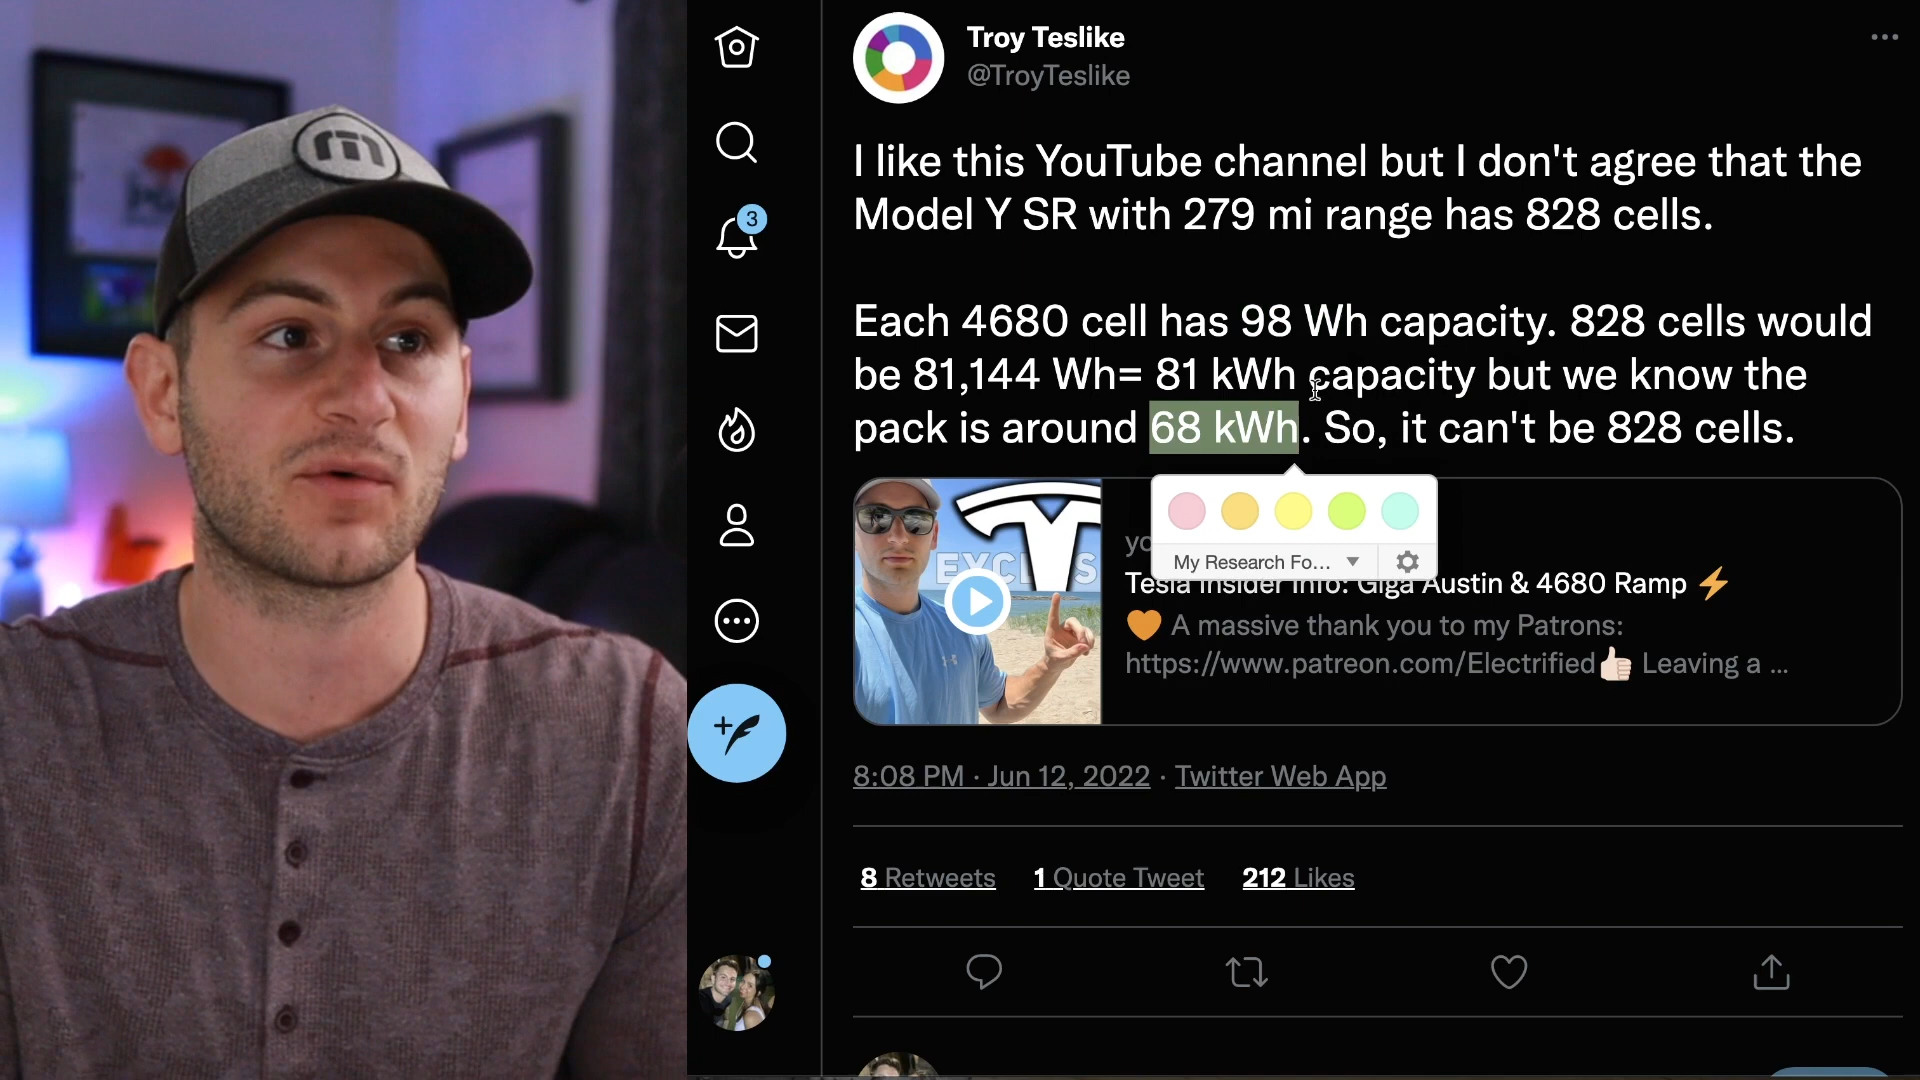 Troy Teslike
@TroyTeslike
3
I like this YouTube channel but I don't agree that the
Model Y SR with 279 mi range has 828 cells.
Each 4680 cell has 98 Wh capacity. 828 cells would
be 81,144 Wh= 81 kWh capacity but we know the
pack is around 68 kWh. So, it can't be 828 cells.
My Research Fo...
Tesla Insider Info: Giga Austin & 4680 Ramp ⚡
🧡 A massive thank you to my Patrons:
https://www.patreon.com/Electrified👍🏻 Leaving a ...
8:08 PM · Jun 12, 2022 · Twitter Web App
8 Retweets 1 Quote Tweet 212 Likes